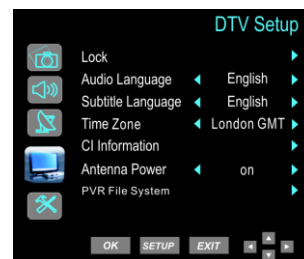 DTV Setup
Lock
Audio Language English
Subtitle Language English
Time Zone London GMT
CI Information
Antenna Power on
PVR File System
OK SETUP EXIT